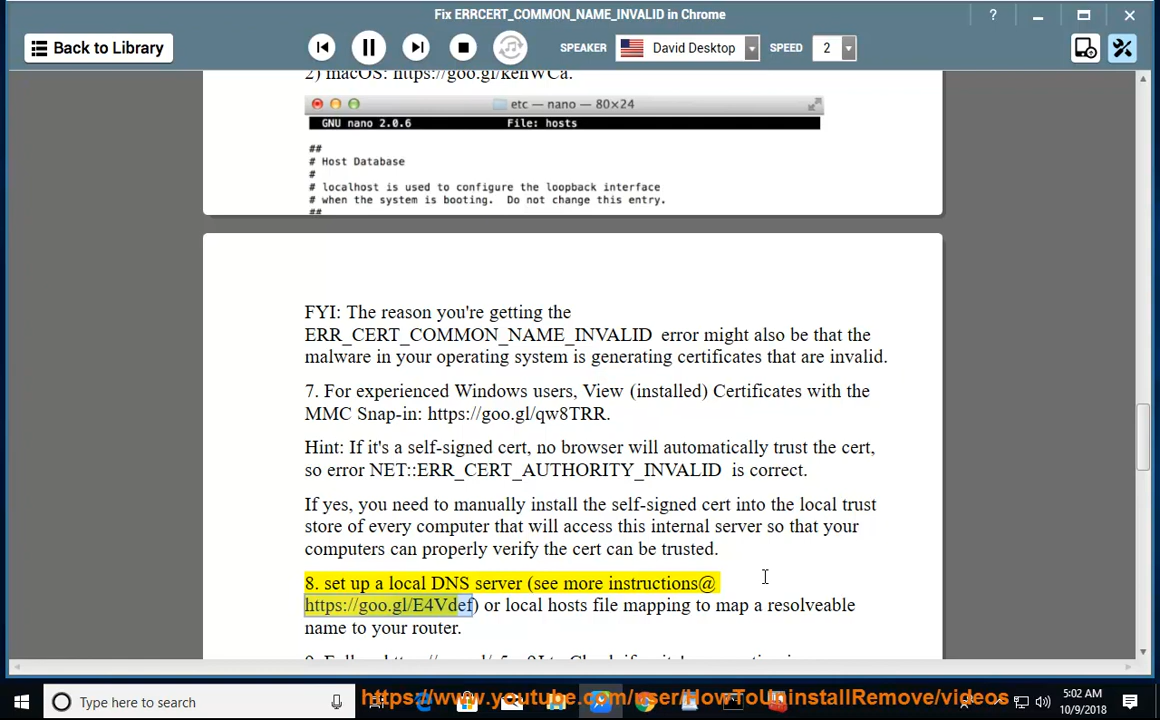 Fix ERRCERT_COMMON_NAME_INVALID in Chrome
?
Back to Library
SPEAKER
David Desktop
SPEED
2
2) macOS: https://goo.gl/kehWCa.
etc — nano — 80×24
GNU nano 2.0.6 File: hosts
##
# Host Database
#
# localhost is used to configure the loopback interface
# when the system is booting. Do not change this entry.
##
FYI: The reason you're getting the
ERR_CERT_COMMON_NAME_INVALID error might also be that the
malware in your operating system is generating certificates that are invalid.
7. For experienced Windows users, View (installed) Certificates with the
MMC Snap-in: https://goo.gl/qw8TRR.
Hint: If it's a self-signed cert, no browser will automatically trust the cert,
so error NET::ERR_CERT_AUTHORITY_INVALID is correct.
If yes, you need to manually install the self-signed cert into the local trust
store of every computer that will access this internal server so that your
computers can properly verify the cert can be trusted.
8. set up a local DNS server (see more instructions@
https://goo.gl/E4Vdef) or local hosts file mapping to map a resolveable
name to your router.
Type here to search
https://www.youtube.com/user/HowToUninstallRemove/videos
5:02 AM
10/9/2018